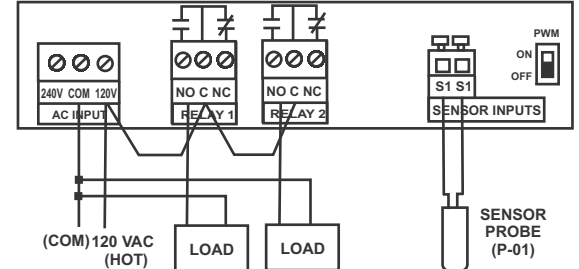 PWM
ON
OFF
240V COM 120V
AC INPUT
NO C NC
RELAY 1
NO C NC
RELAY 2
S1 S1
SENSOR INPUTS
(COM)
120 VAC
(HOT)
LOAD
LOAD
SENSOR
PROBE
(P-01)